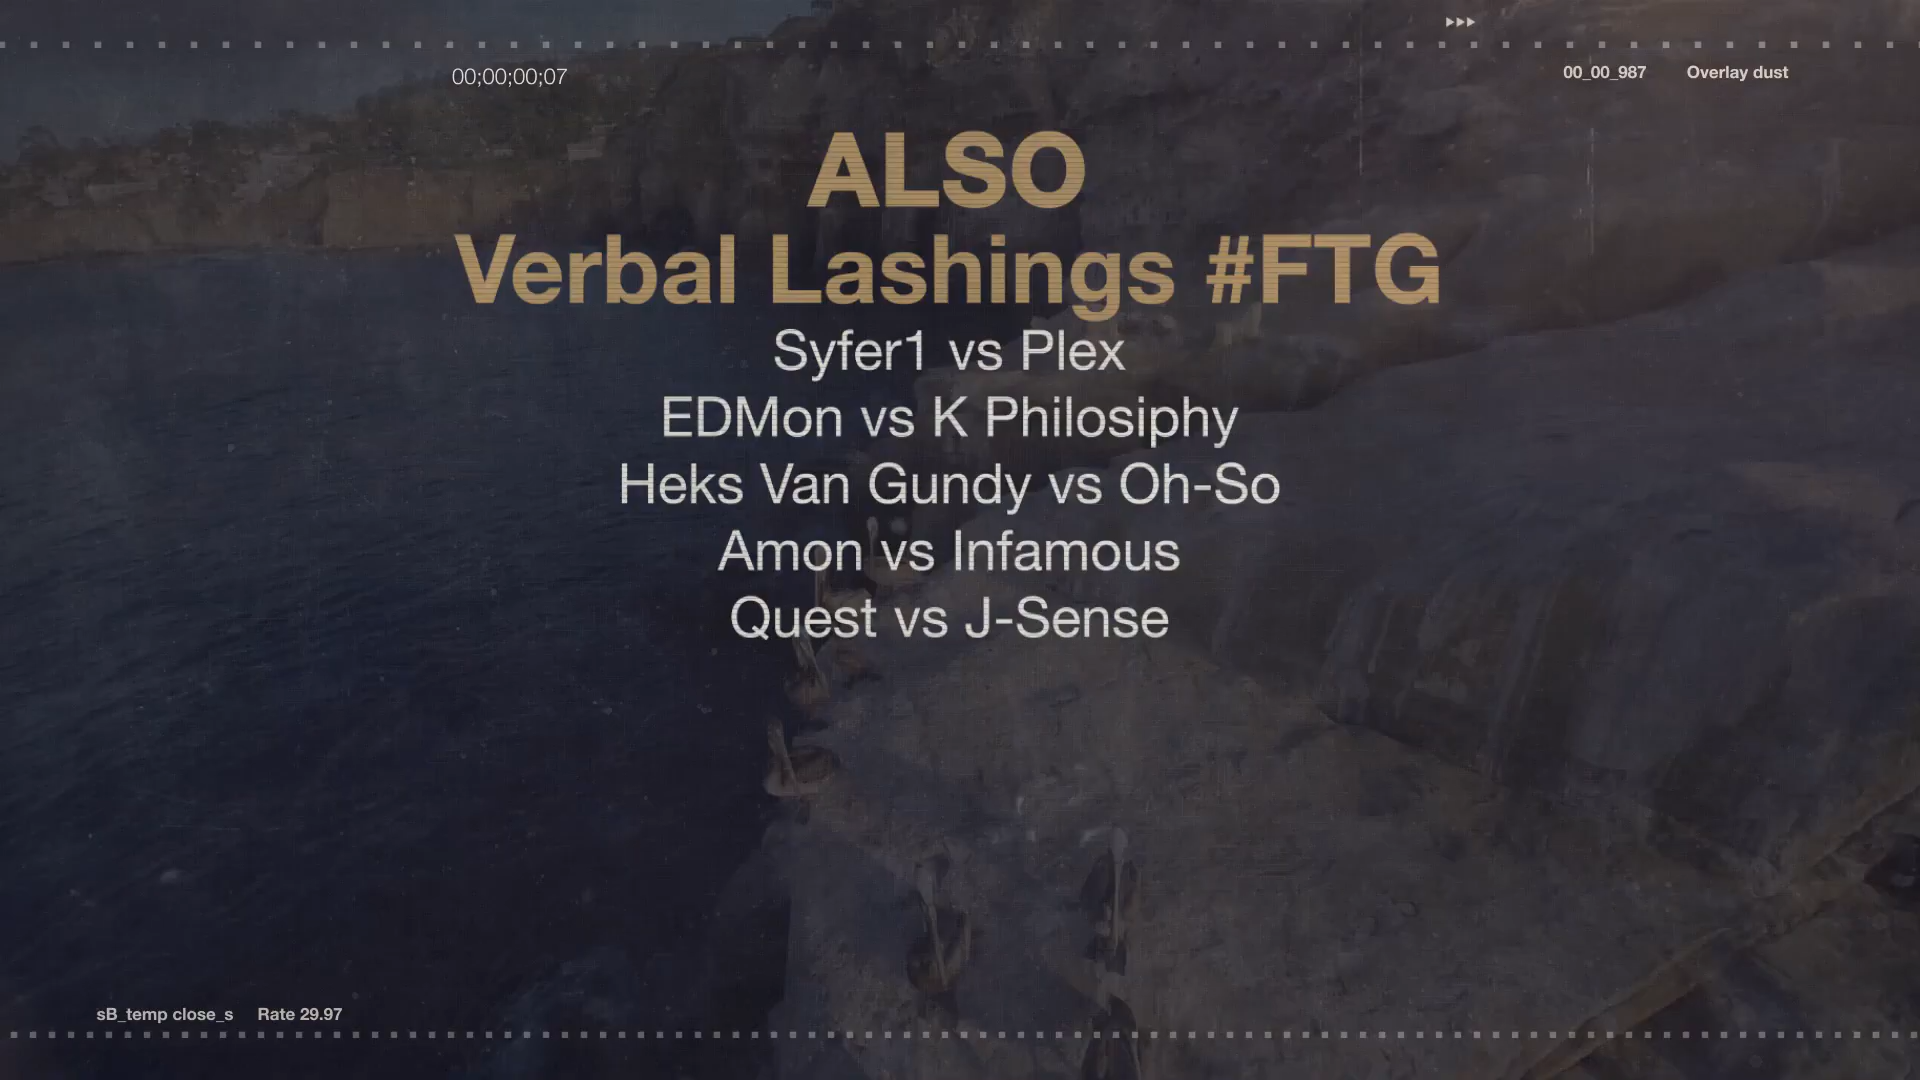 ▸▸▸
00;00;00;07
00_00_987 Overlay dust
ALSO
Verbal Lashings #FTG
Syfer1 vs Plex
EDMon vs K Philosiphy
Heks Van Gundy vs Oh-So
Amon vs Infamous
Quest vs J-Sense
sB_temp close_s Rate 29.97